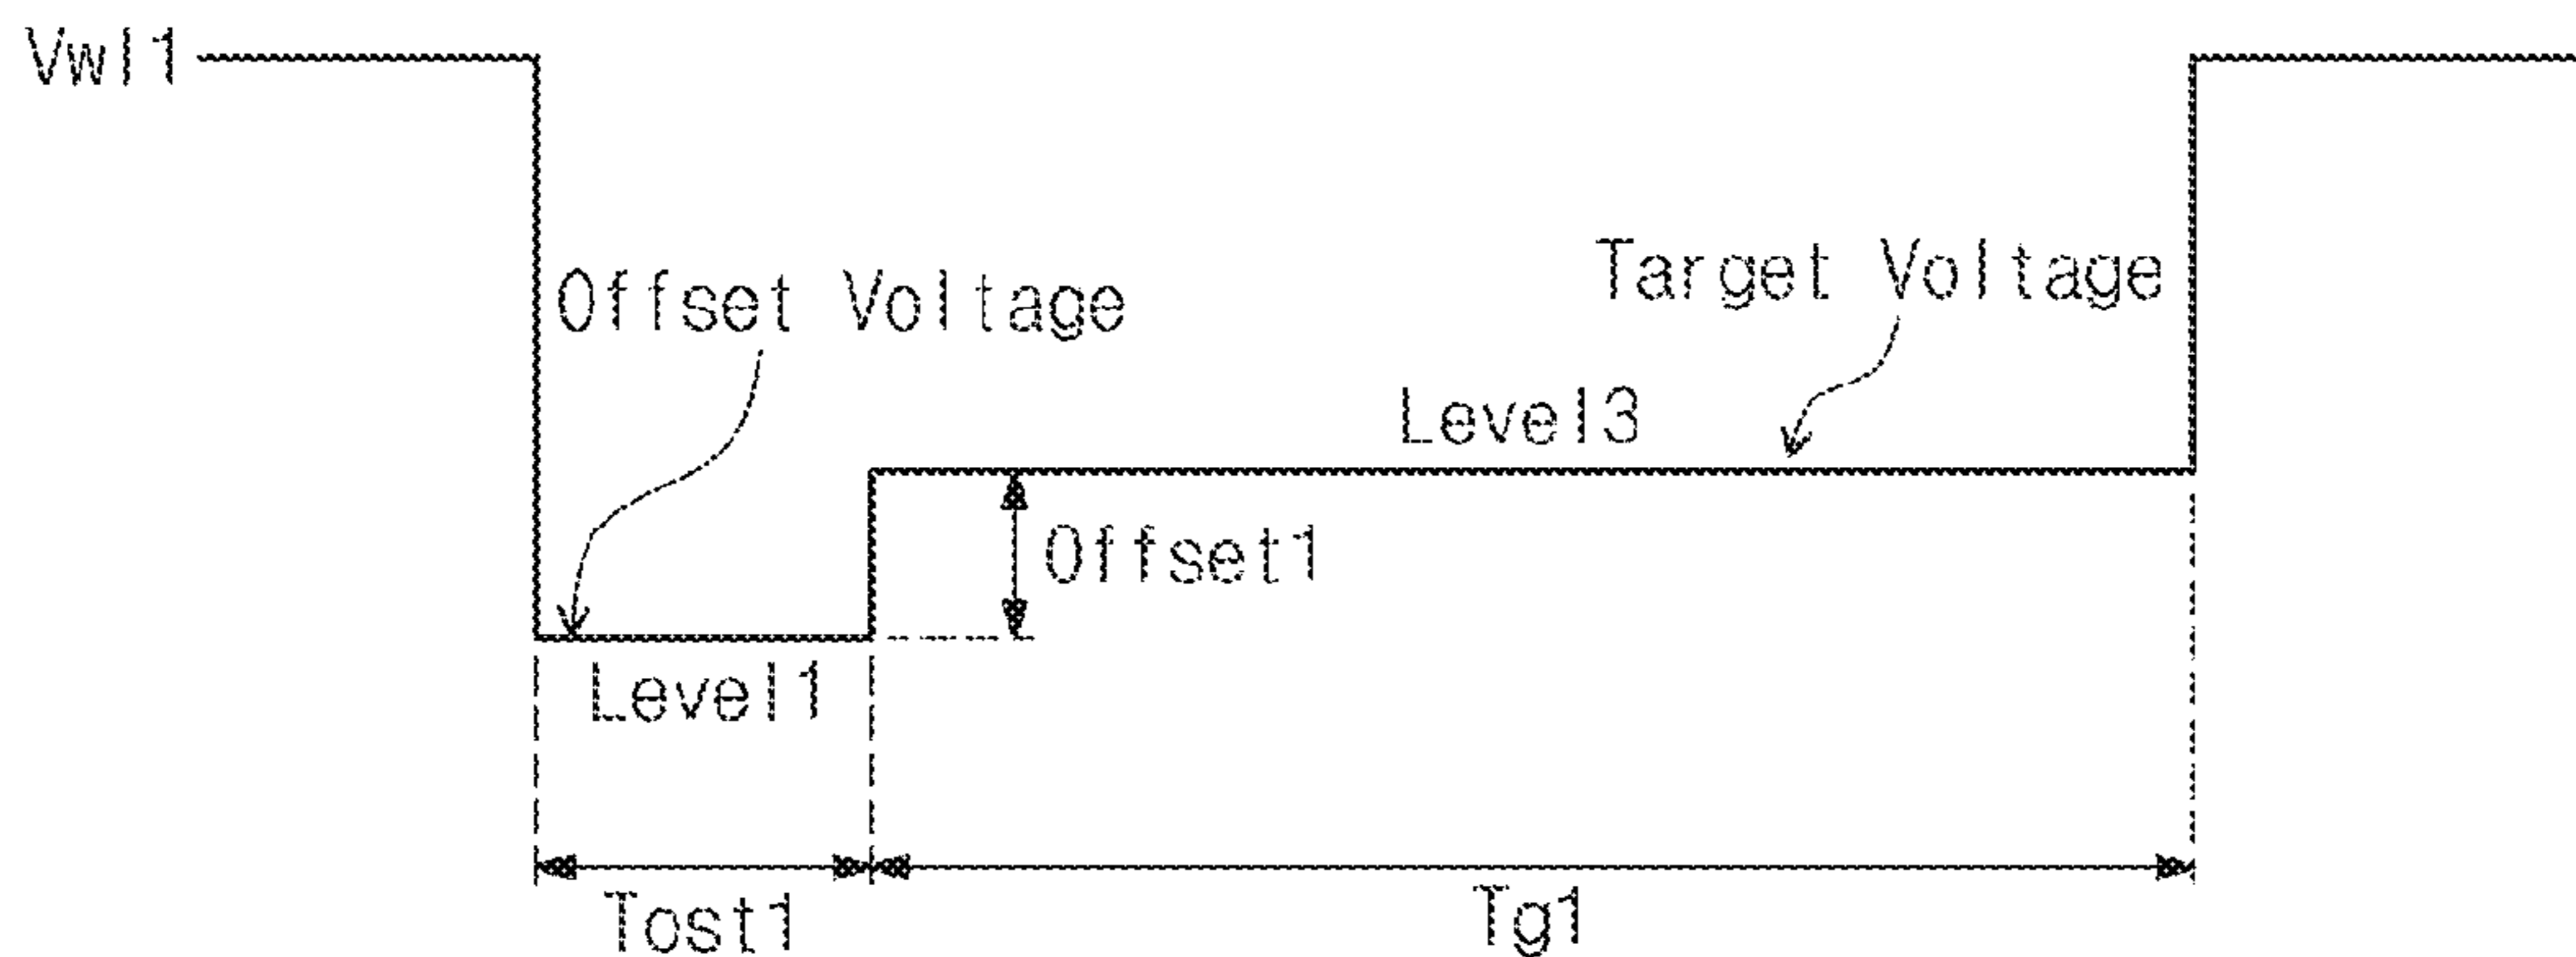 Vwl1
Target Voltage
Offset Voltage
Level3
Offset1
Level1
Tost1
Tg1